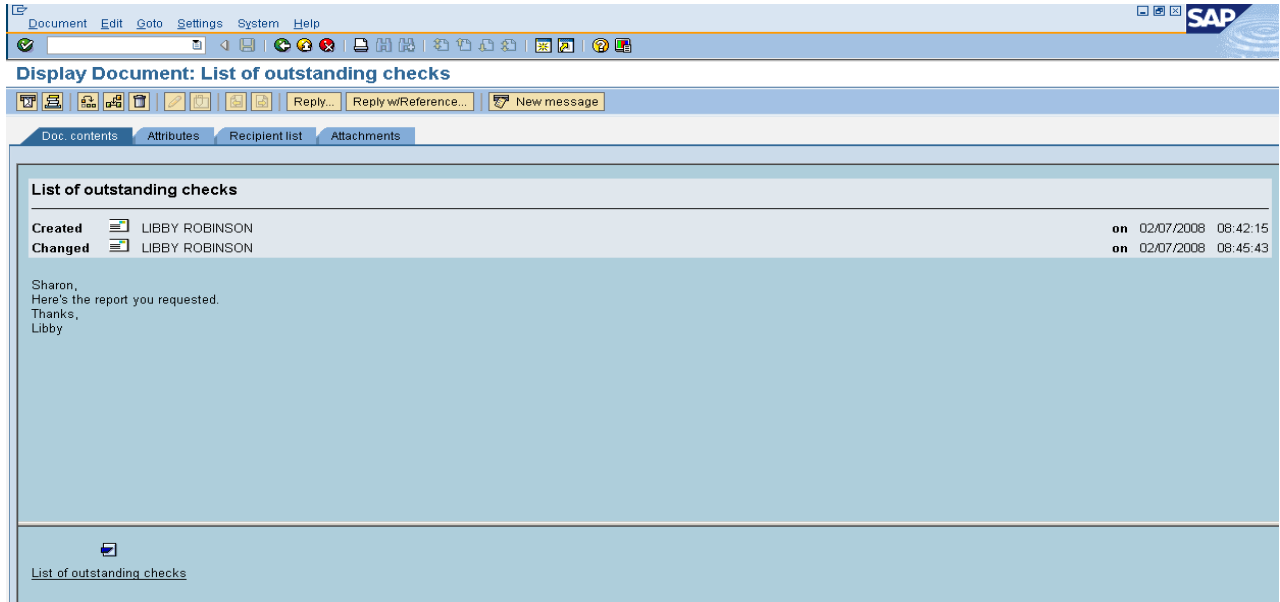 Document Edit Goto Settings System Help
SAP
Display Document: List of outstanding checks
Reply... Reply w/Reference... New message
Doc. contents Attributes Recipient list Attachments
List of outstanding checks
Created LIBBY ROBINSON on 02/07/2008 08:42:15
Changed LIBBY ROBINSON on 02/07/2008 08:45:43
Sharon,
Here's the report you requested.
Thanks,
Libby
List of outstanding checks